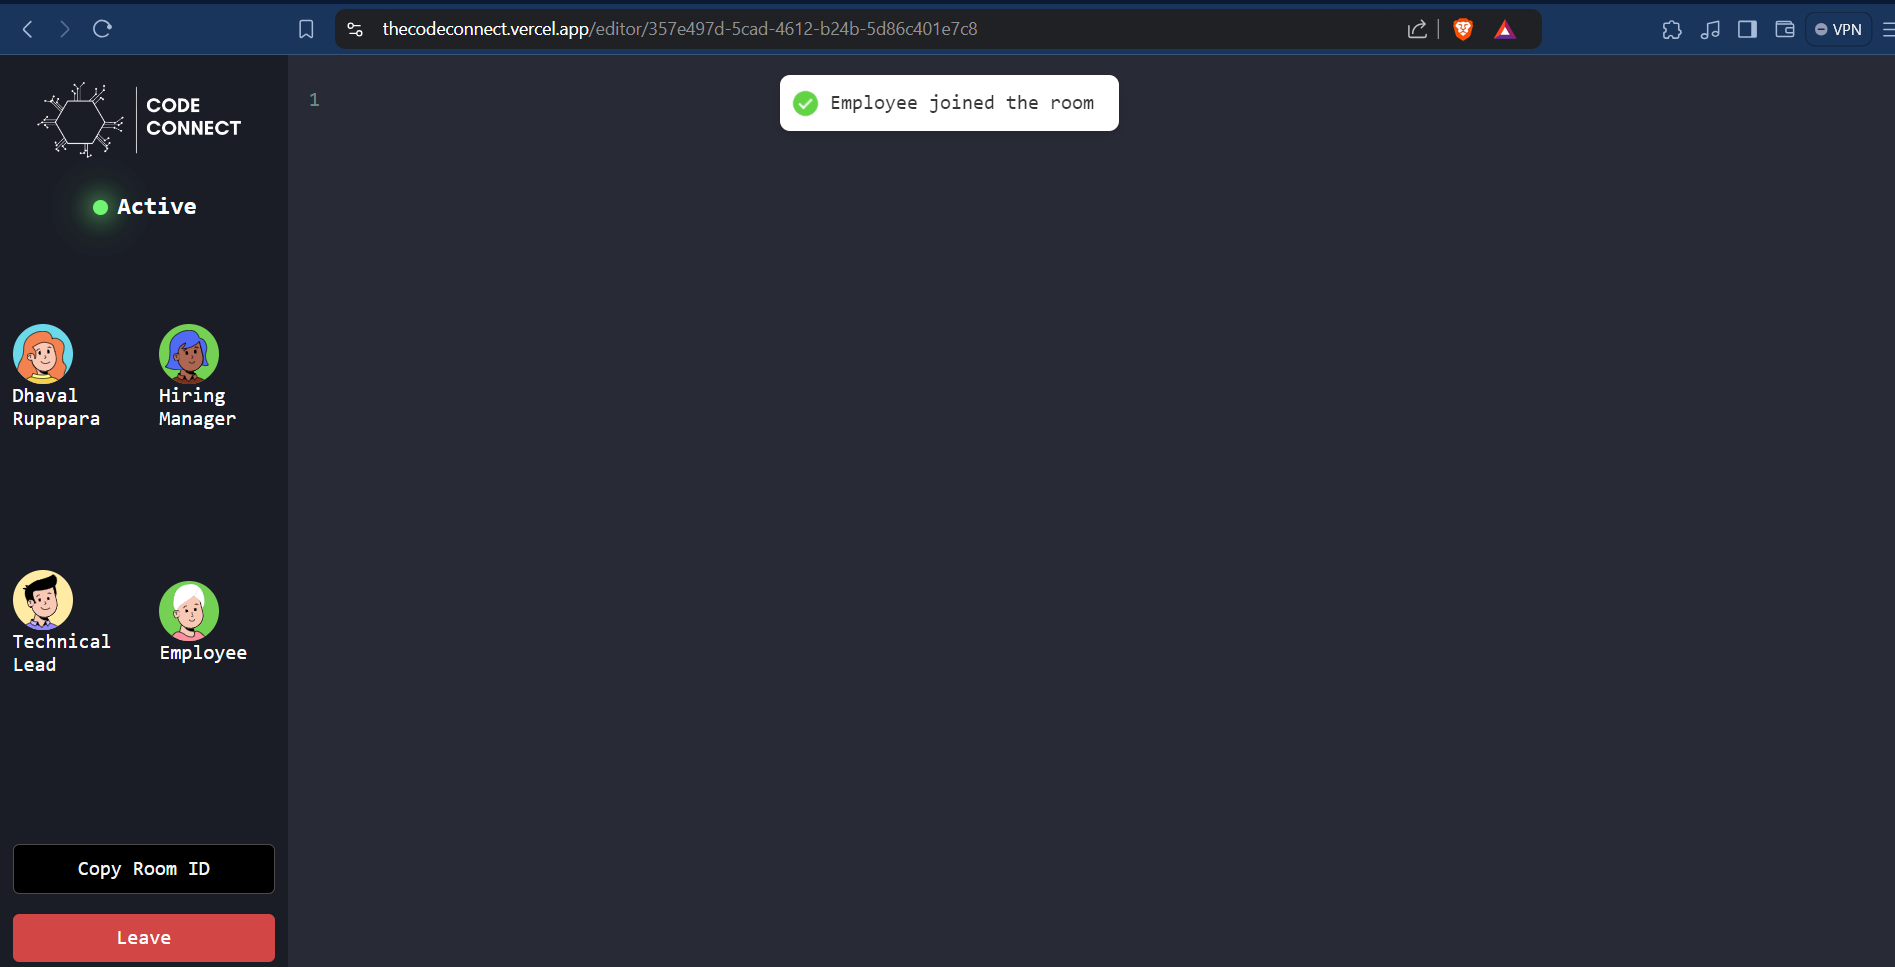 thecodeconnect.vercel.app/editor/357e497d-5cad-4612-b24b-5d86c401e7c8
VPN
CODE
CONNECT
Active
1
Employee joined the room
Dhaval
Rupapara
Hiring
Manager
Technical
Lead
Employee
Copy Room ID
Leave